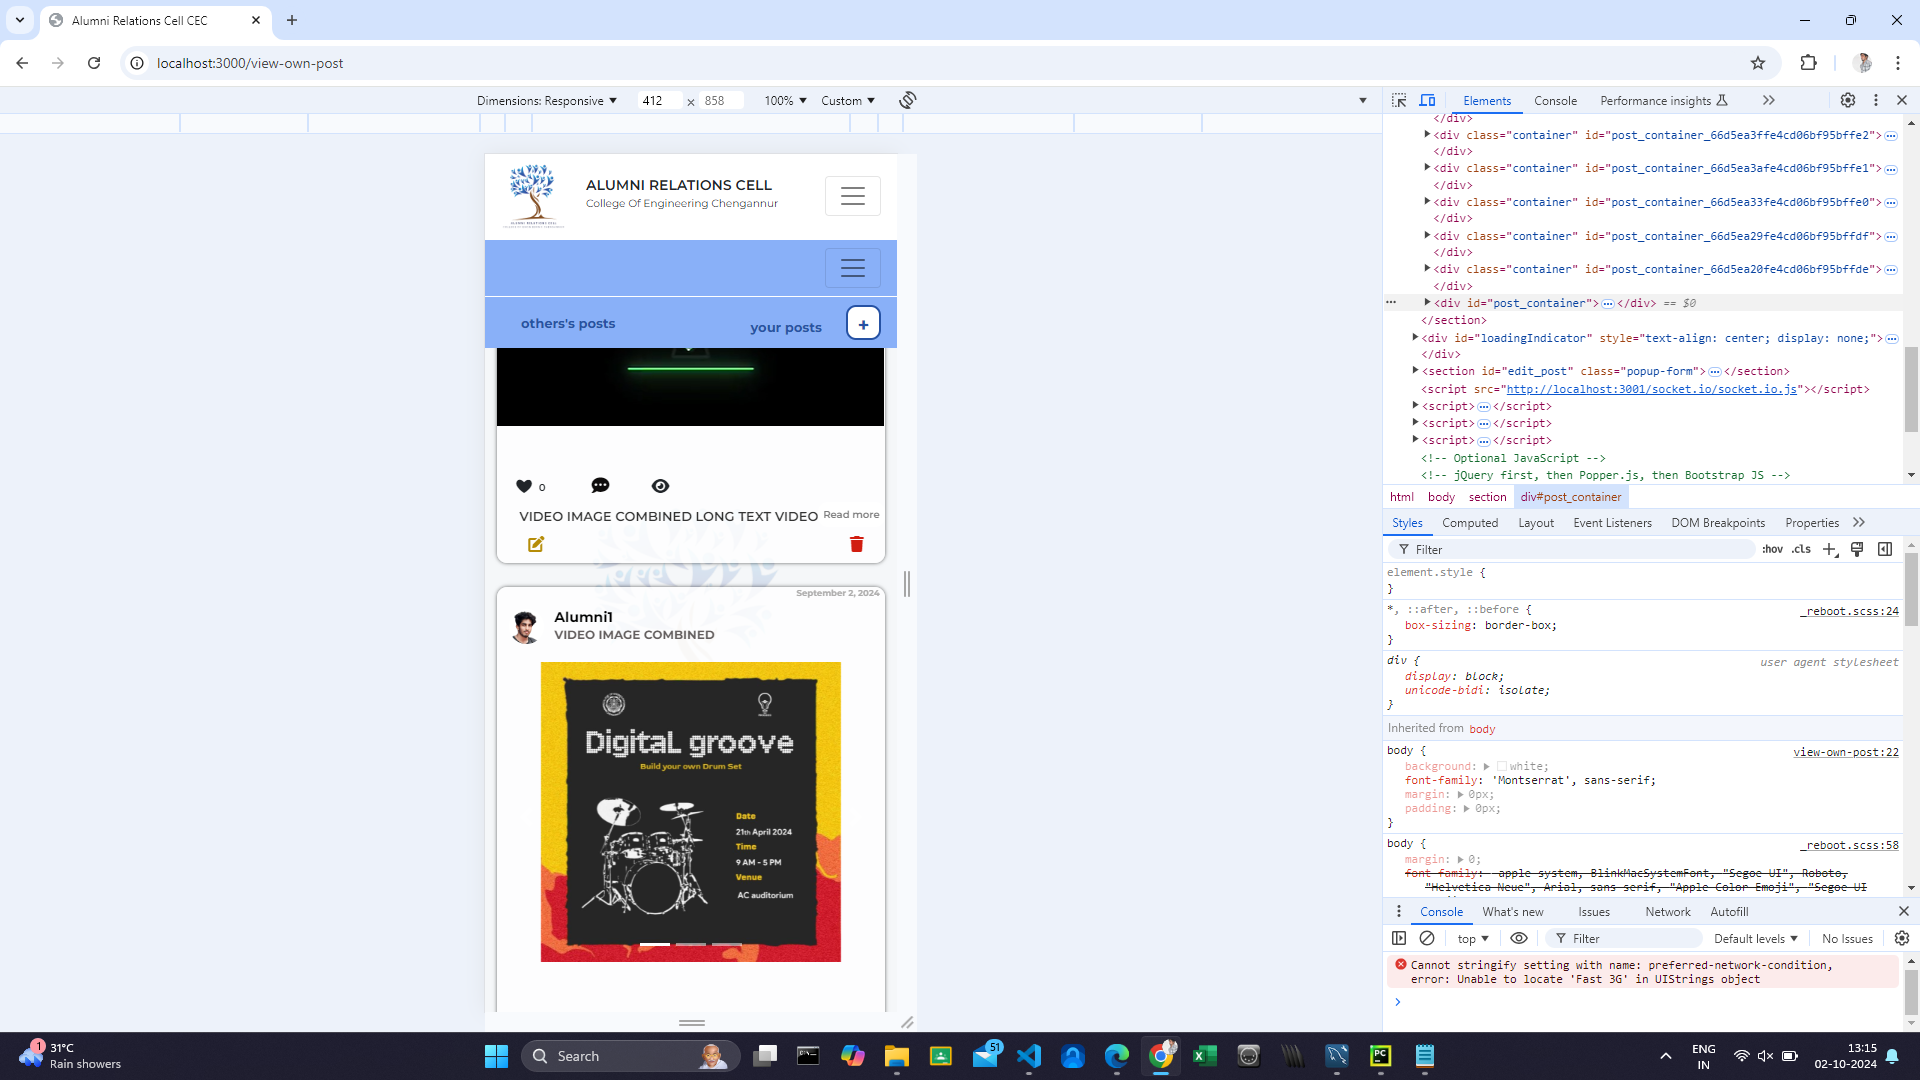 Alumni Relations Cell CEC
localhost:3000/view-own-post
Dimensions: Responsive
412 × 858
100%
Custom
Elements
Console
Performance insights
</div>
<div class="container" id="post_container_66d5ea3ffe4cd06bf95bffe2">
</div>
<div class="container" id="post_container_66d5ea3afe4cd06bf95bffe1">
</div>
<div class="container" id="post_container_66d5ea33fe4cd06bf95bffe0">
</div>
<div class="container" id="post_container_66d5ea29fe4cd06bf95bffdf">
</div>
<div class="container" id="post_container_66d5ea20fe4cd06bf95bffde">
</div>
<div id="post_container"> </div> == $0
</section>
<div id="loadingIndicator" style="text-align: center; display: none;">
</div>
<section id="edit_post" class="popup-form"> </section>
<script src="http://localhost:3001/socket.io/socket.io.js"></script>
<script> </script>
<script> </script>
<script> </script>
<!-- Optional JavaScript -->
<!-- jQuery first, then Popper.js, then Bootstrap JS -->
html body section div#post_container
Styles Computed Layout Event Listeners DOM Breakpoints Properties
Filter
:hov .cls
element.style {
}
*, ::after, ::before {
_reboot.scss:24
box-sizing: border-box;
}
div {
user agent stylesheet
display: block;
unicode-bidi: isolate;
}
Inherited from body
body {
view-own-post:22
background: white;
font-family: 'Montserrat', sans-serif;
margin: 0px;
padding: 0px;
}
body {
_reboot.scss:58
margin: 0;
font-family: -apple-system, BlinkMacSystemFont, "Segoe UI", Roboto,
"Helvetica Neue", Arial, sans-serif, "Apple Color Emoji", "Segoe UI
Console What's new Issues Network Autofill
top
Filter
Default levels
No Issues
Cannot stringify setting with name: preferred-network-condition,
error: Unable to locate 'Fast 3G' in UIStrings object
ALUMNI RELATIONS CELL
College Of Engineering Chengannur
others's posts
your posts
+
0
VIDEO IMAGE COMBINED LONG TEXT VIDEO Read more
September 2, 2024
Alumni1
VIDEO IMAGE COMBINED
DigitaL groove
Build your own Drum Set
Date
21th April 2024
Time
9 AM - 5 PM
Venue
AC auditorium
1
31°C
Rain showers
Search
51
PC
ENG
IN
13:15
02-10-2024